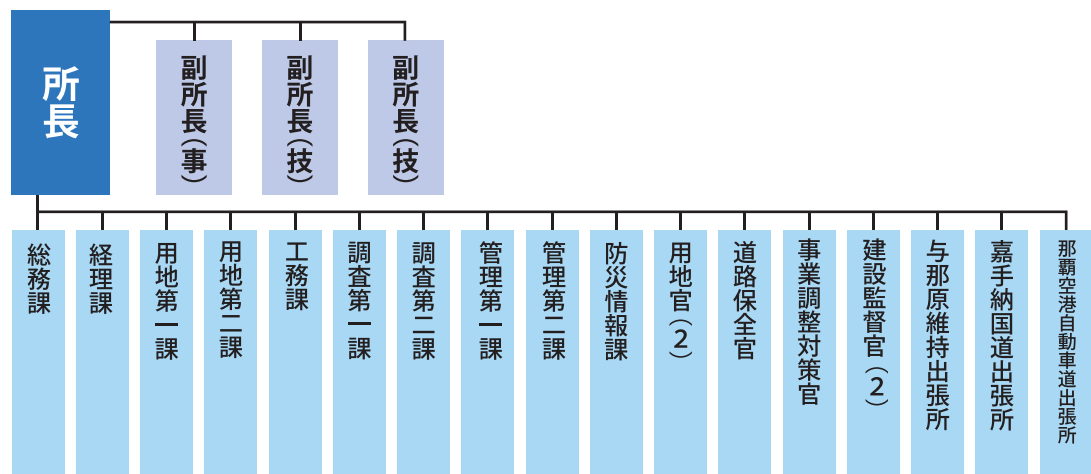 所長
副所長(事)
副所長(技)
副所長(技)
総務課
経理課
用地第一課
用地第二課
工務課
調査第一課
調査第二課
管理第一課
管理第二課
防災情報課
用地官(2)
道路保全官
事業調整対策官
建設監督官(2)
与那原維持出張所
嘉手納国道出張所
那覇空港自動車道出張所